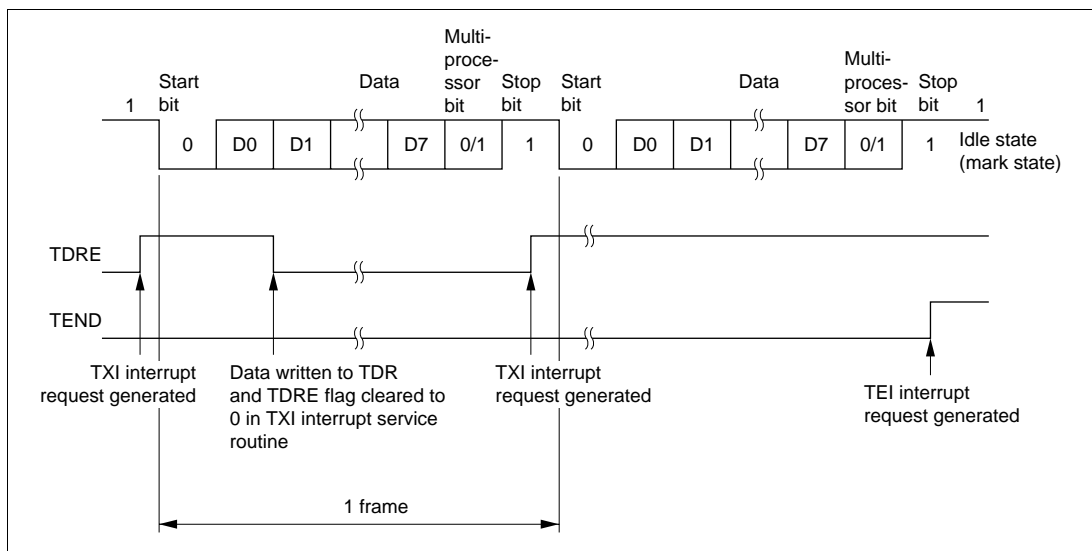 1
Start
bit
Data
Multi-
proce-
ssor
bit
Stop
bit
Start
bit
Data
Multi-
proces-
sor bit
Stop
bit
1
0
D0
D1
D7
0/1
1
0
D0
D1
D7
0/1
1
Idle state
(mark state)
TDRE
TEND
TXI interrupt
request generated
Data written to TDR
and TDRE flag cleared to
0 in TXI interrupt service
routine
TXI interrupt
request generated
TEI interrupt
request generated
1 frame